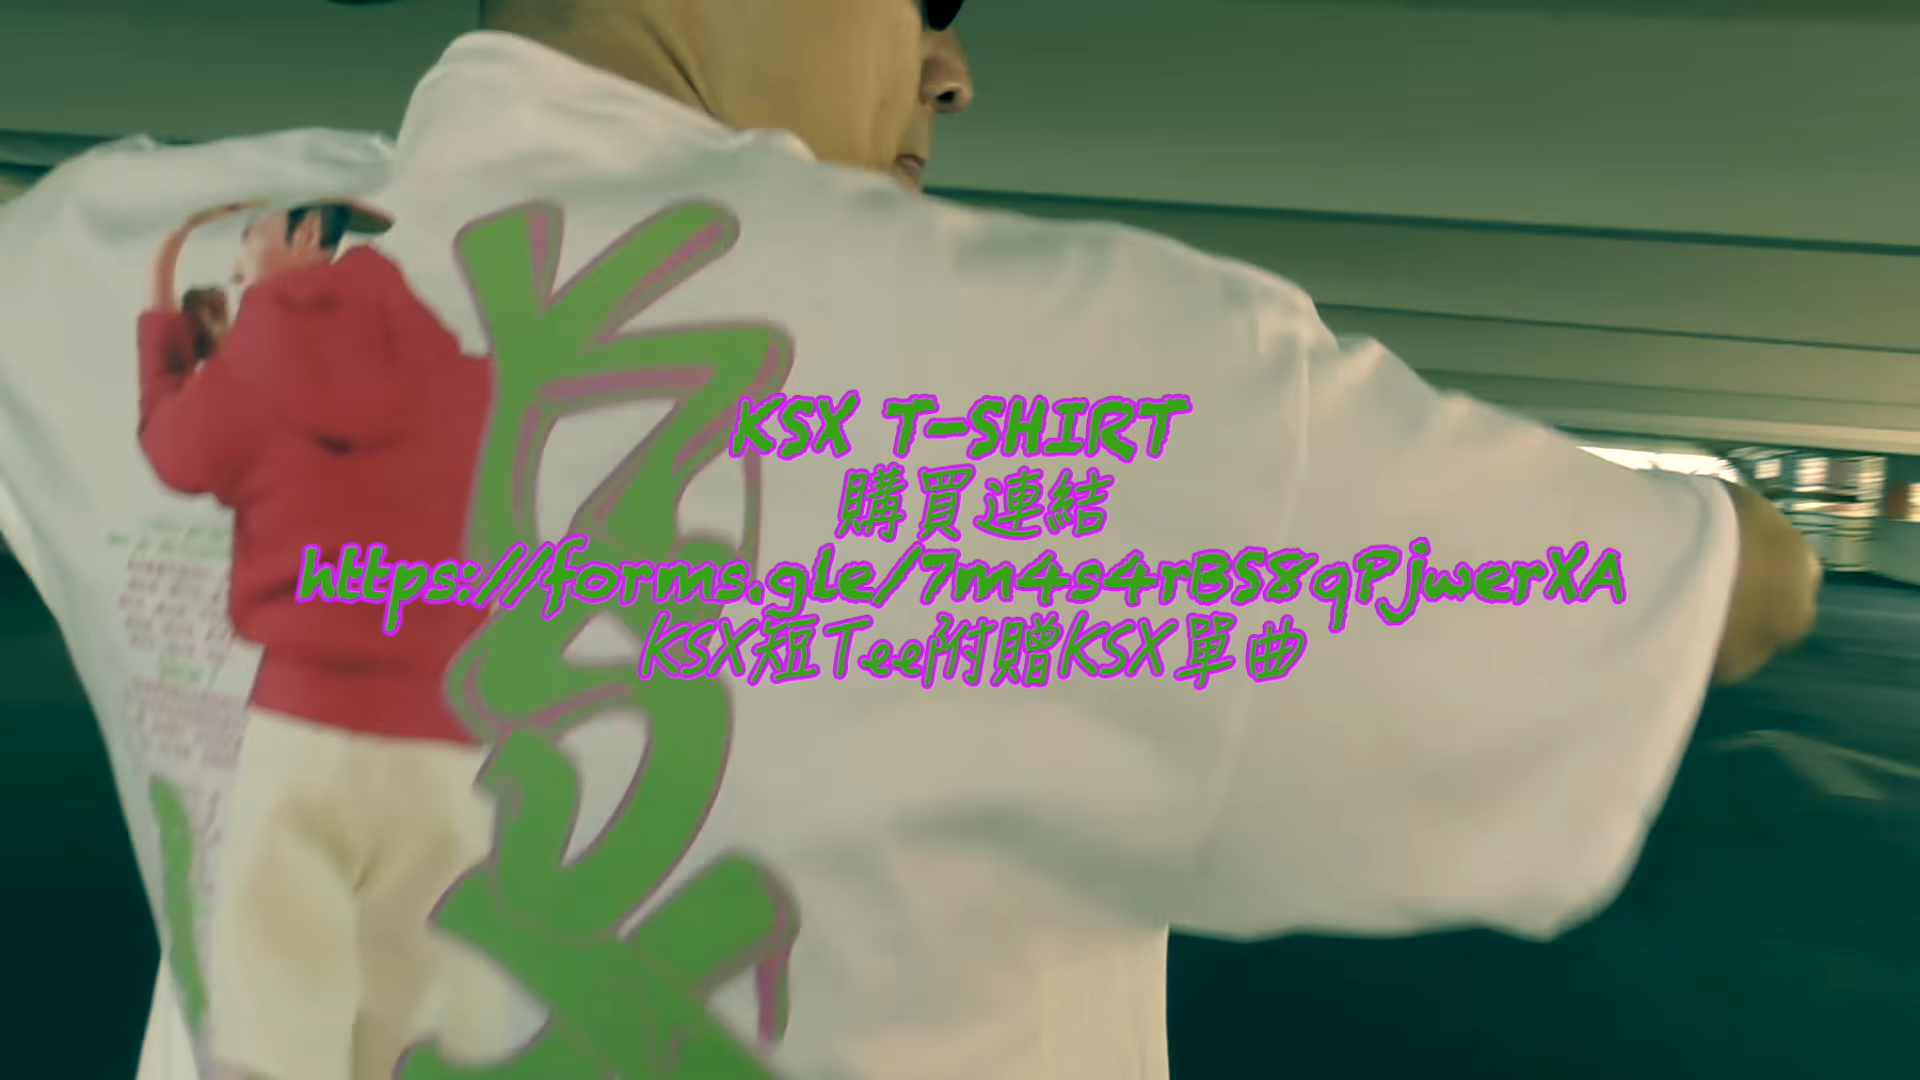 KSX T-SHIRT
購買連結
https://forms.gle/7m4s4rBS8qPjwerXA
KSX短Tee附贈KSX單曲
KSX